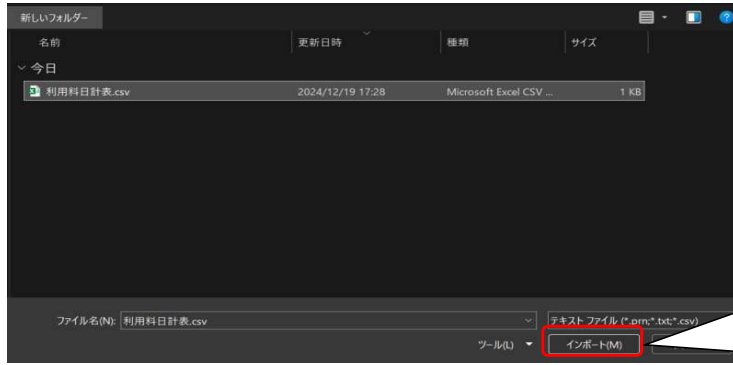 新しいフォルダー
名前 更新日時 種類 サイズ
今日
利用料日計表.csv 2024/12/19 17:28 Microsoft Excel CSV ... 1 KB
ファイル名(N): 利用料日計表.csv テキスト ファイル (*.prn;*.txt;*.csv)
ツール(L) インポート(M)